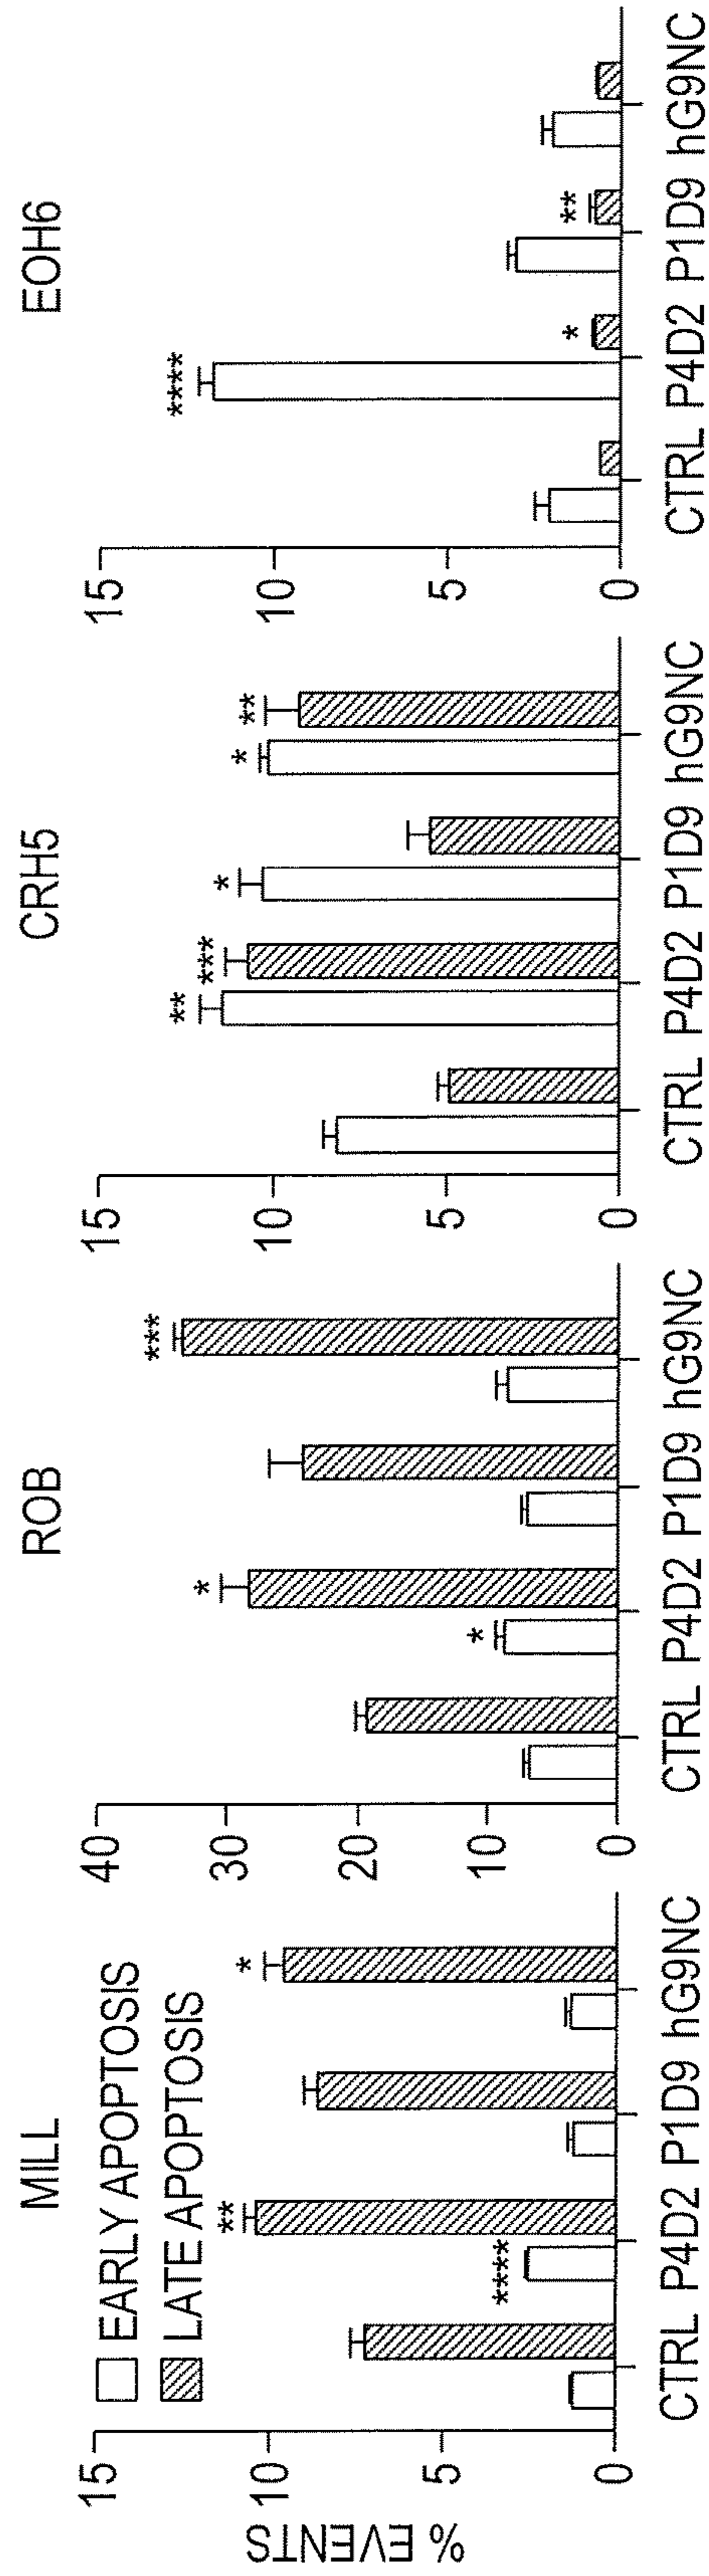 MILL
EARLY APOPTOSIS
LATE APOPTOSIS
% EVENTS
15
10
5
0
**** ** *
CTRL P4D2 P1D9 hG9NC
ROB
40
30
20
10
0
* * ***
CTRL P4D2 P1D9 hG9NC
CRH5
15
10
5
0
** *** * * **
CTRL P4D2 P1D9 hG9NC
EOH6
15
10
5
0
**** * **
CTRL P4D2 P1D9 hG9NC